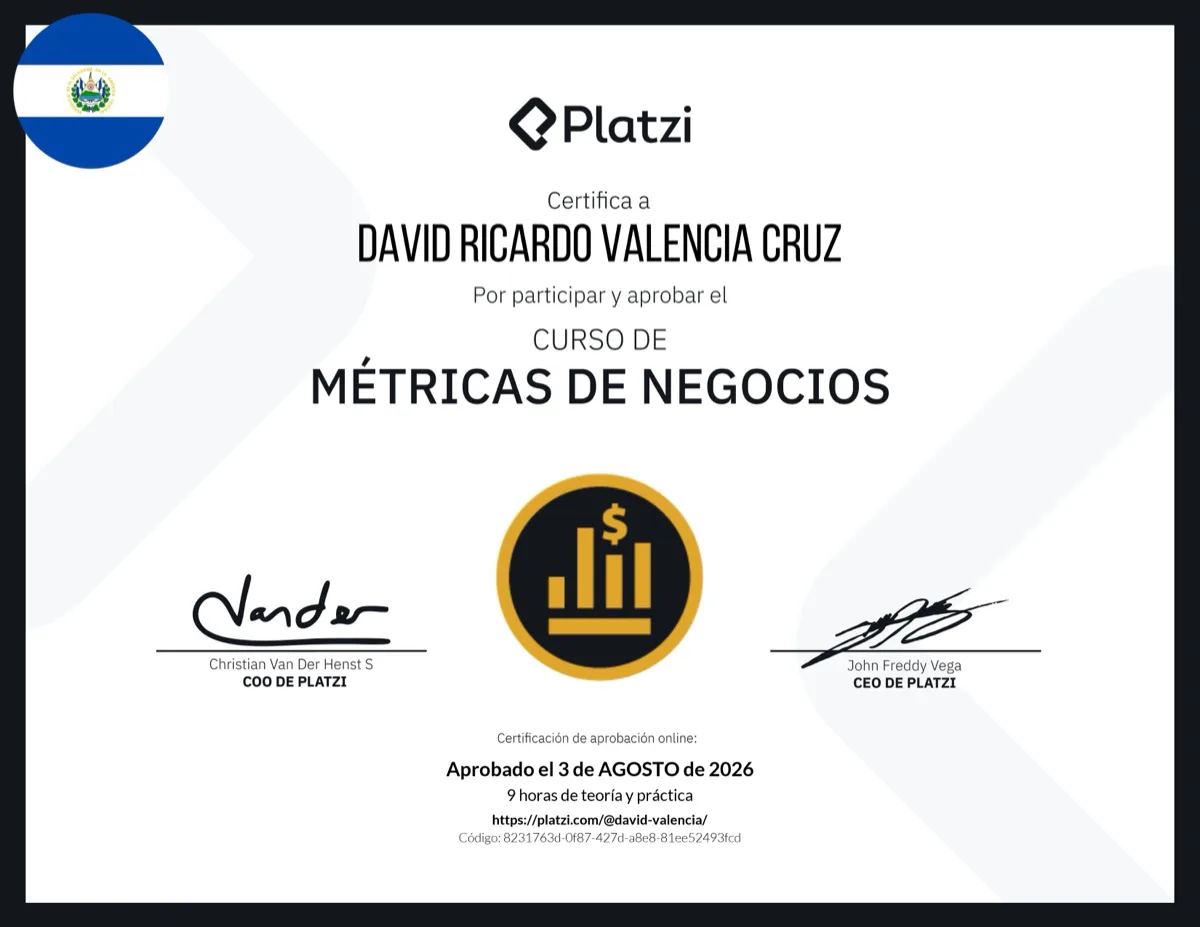 Platzi
Certifica a
DAVID RICARDO VALENCIA CRUZ
Por participar y aprobar el
CURSO DE
MÉTRICAS DE NEGOCIOS
$
Vander
Christian Van Der Henst S
COO DE PLATZI
John Freddy Vega
CEO DE PLATZI
Certificación de aprobación online:
Aprobado el 3 de AGOSTO de 2026
9 horas de teoría y práctica
https://platzi.com/@david-valencia/
Código: 8231763d-0f87-427d-a8e8-81ee52493fcd